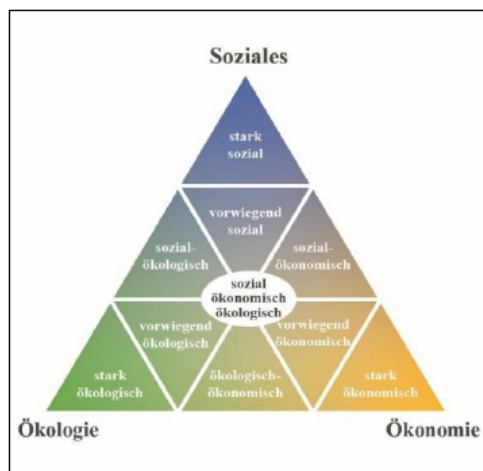 Soziales
stark
sozial
vorwiegend
sozial
sozial-
ökologisch
sozial-
ökonomisch
sozial
ökonomisch
ökologisch
vorwiegend
ökologisch
vorwiegend
ökonomisch
stark
ökologisch
ökologisch-
ökonomisch
stark
ökonomisch
Ökologie
Ökonomie